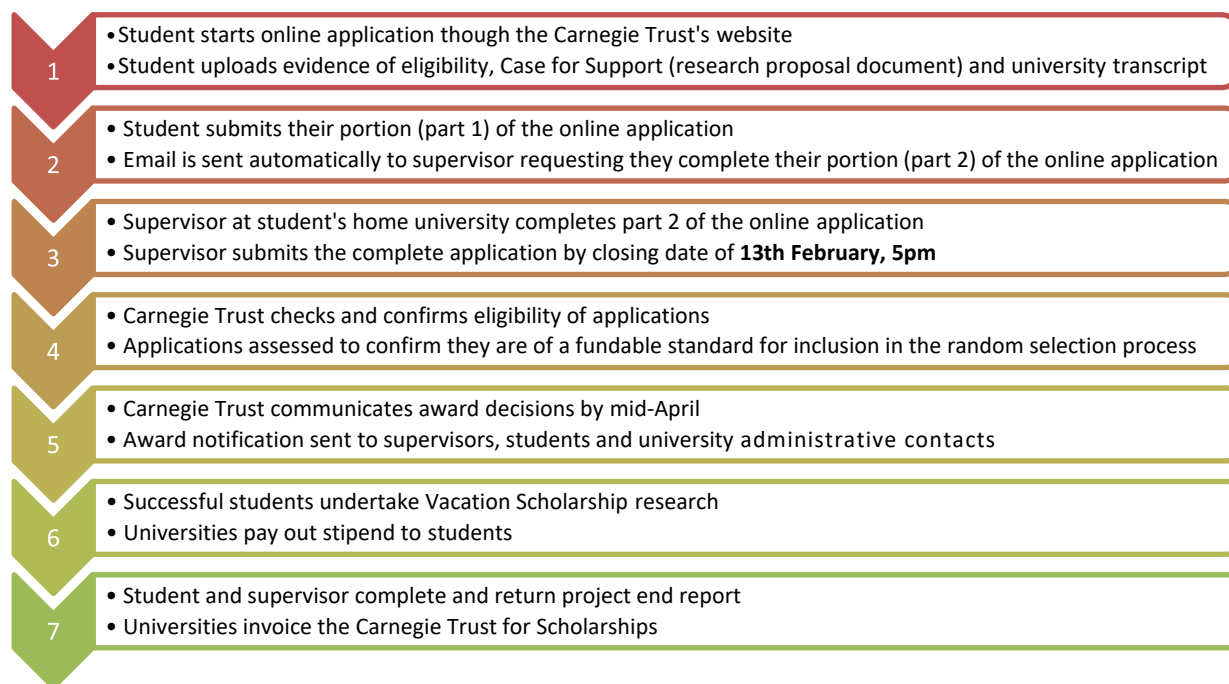 1
•Student starts online application though the Carnegie Trust's website
•Student uploads evidence of eligibility, Case for Support (research proposal document) and university transcript
2
• Student submits their portion (part 1) of the online application
• Email is sent automatically to supervisor requesting they complete their portion (part 2) of the online application
3
• Supervisor at student's home university completes part 2 of the online application
• Supervisor submits the complete application by closing date of 13th February, 5pm
4
• Carnegie Trust checks and confirms eligibility of applications
• Applications assessed to confirm they are of a fundable standard for inclusion in the random selection process
5
• Carnegie Trust communicates award decisions by mid-April
• Award notification sent to supervisors, students and university administrative contacts
6
• Successful students undertake Vacation Scholarship research
• Universities pay out stipend to students
7
• Student and supervisor complete and return project end report
• Universities invoice the Carnegie Trust for Scholarships